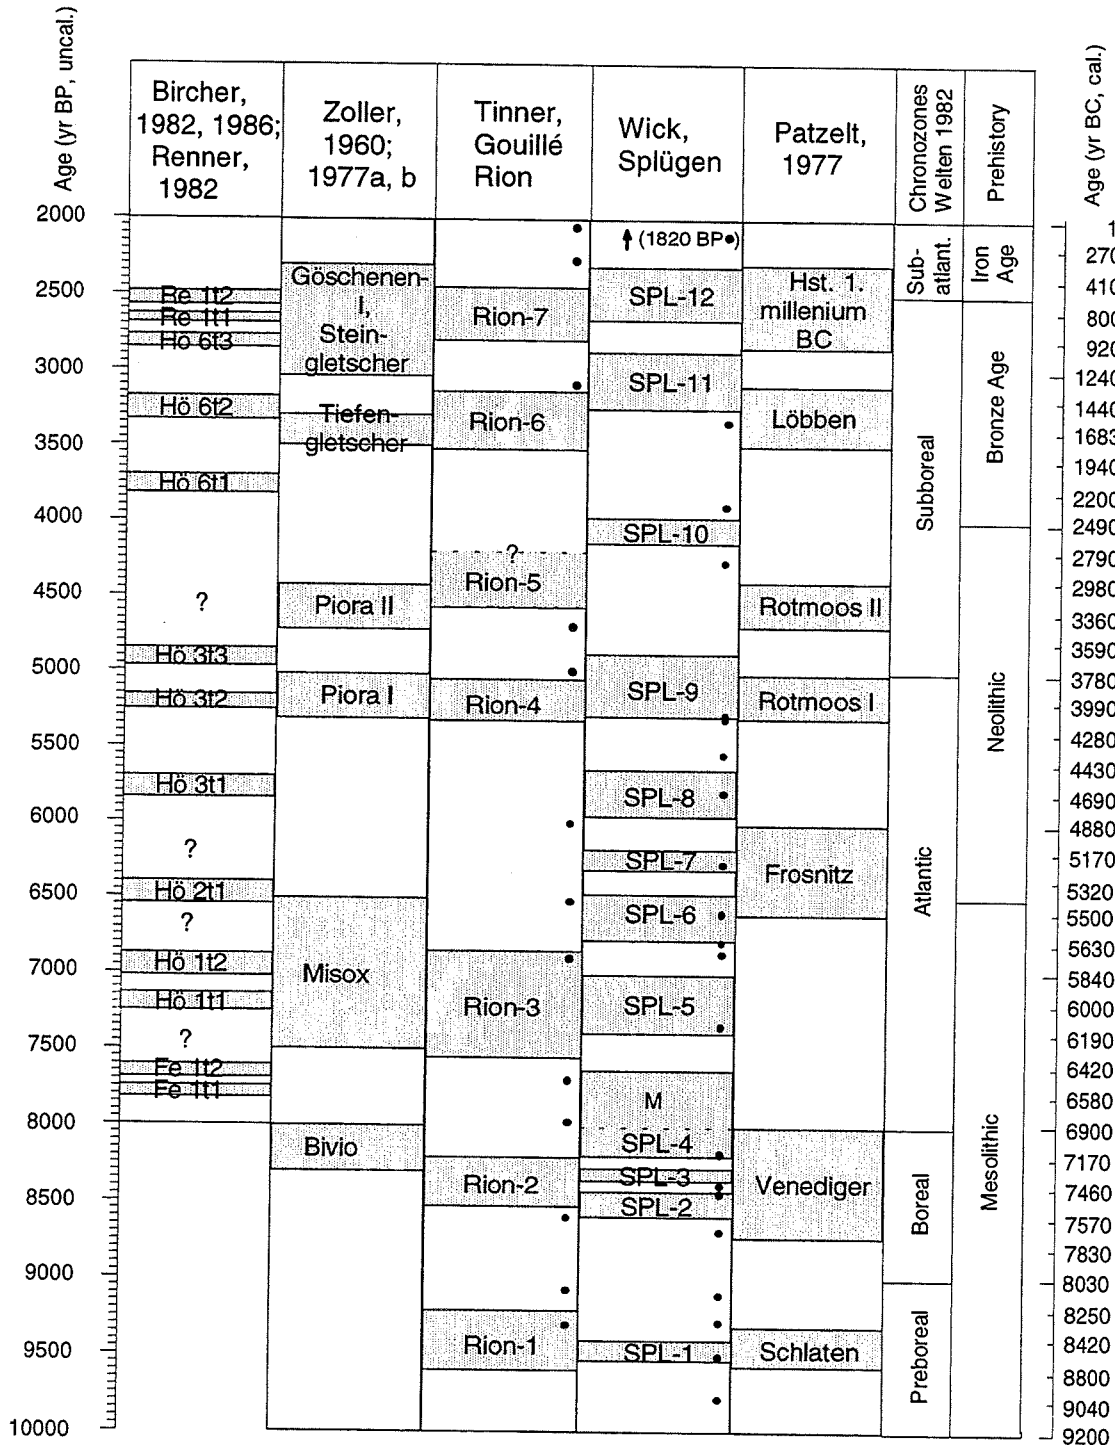 Age (yr BP, uncal.)
Bircher,
1982, 1986;
Renner,
1982
Zoller,
1960;
1977a, b
Tinner,
Gouillé
Rion
Wick,
Splügen
Patzelt,
1977
Chronozones
Welten 1982
Prehistory
Age (yr BC, cal.)
2000
2500
3000
3500
4000
4500
5000
5500
6000
6500
7000
7500
8000
8500
9000
9500
10000
Re 1t2
Re 1t1
Hö 6t3
Hö 6t2
Hö 6t1
?
Hö 3t3
Hö 3t2
Hö 3t1
?
Hö 2t1
?
Hö 1t2
Hö 1t1
?
Fe 1t2
Fe 1t1
Göschenen-
I,
Stein-
gletscher
Tiefen-
gletscher
Piora II
Piora I
Misox
Bivio
Rion-7
Rion-6
?
Rion-5
Rion-4
Rion-3
Rion-2
Rion-1
(1820 BP)
SPL-12
SPL-11
SPL-10
SPL-9
SPL-8
SPL-7
SPL-6
SPL-5
M
SPL-4
SPL-3
SPL-2
SPL-1
Hst. 1.
millenium
BC
Löbben
Rotmoos II
Rotmoos I
Frosnitz
Venediger
Schlaten
Sub-
atlant.
Subboreal
Atlantic
Boreal
Preboreal
Iron
Age
Bronze Age
Neolithic
Mesolithic
1
270
410
800
920
1240
1440
1683
1940
2200
2490
2790
2980
3360
3590
3780
3990
4280
4430
4690
4880
5170
5320
5500
5630
5840
6000
6190
6420
6580
6900
7170
7460
7570
7830
8030
8250
8420
8800
9040
9200